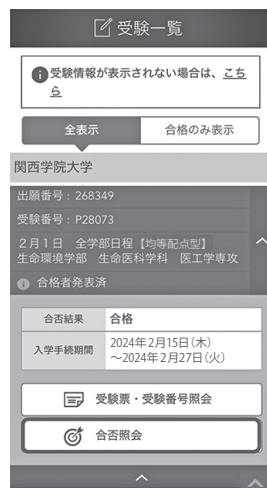 受験一覧
受験情報が表示されない場合は、こち
ら
全表示
合格のみ表示
関西学院大学
出願番号：268349
受験番号：P28073
2月1日 全学部日程【均等配点型】
生命環境学部 生命医科学科 医工学専攻
合格者発表済
合否結果 合格
入学手続期間 2024年2月15日（木）
～2024年2月27日（火）
受験票・受験番号照会
合否照会